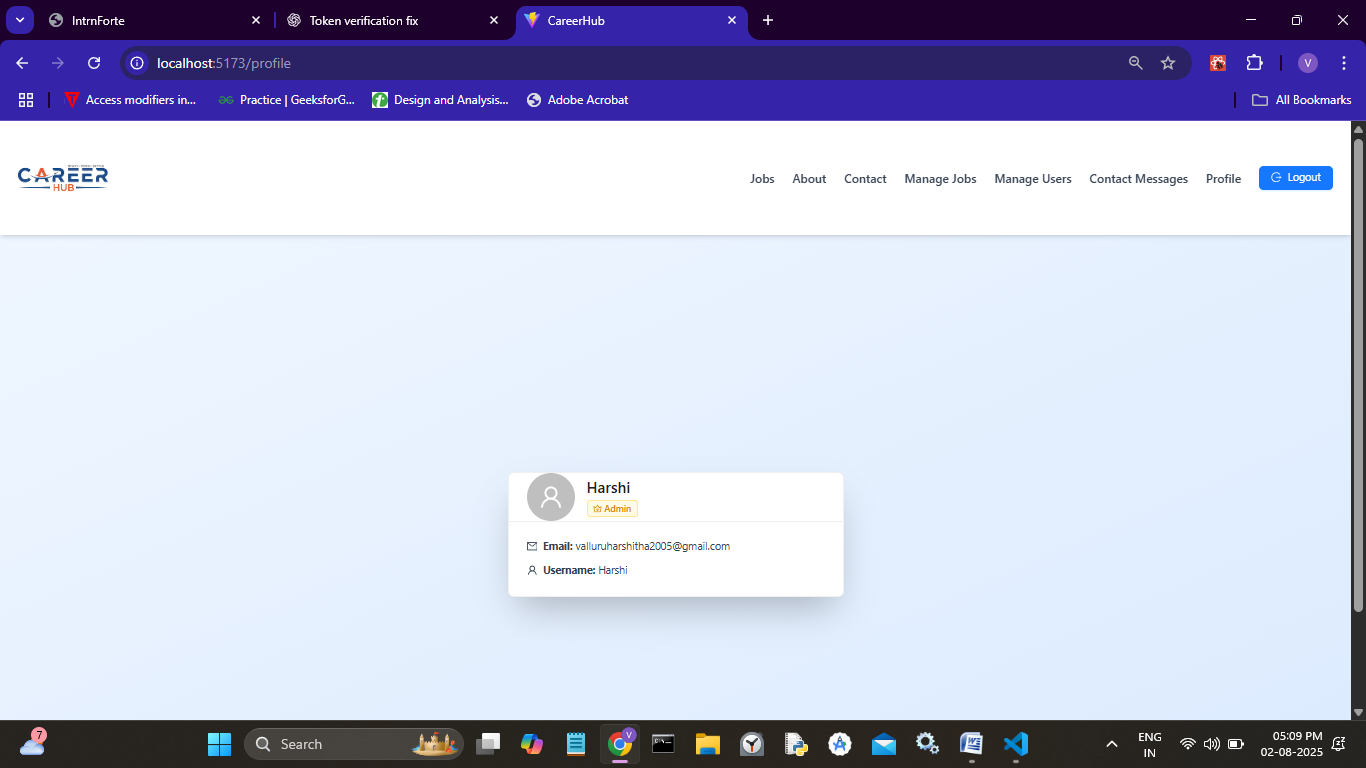 IntrnForte
Token verification fix
CareerHub
localhost:5173/profile
V
Access modifiers in...
Practice | GeeksforG...
Design and Analysis...
Adobe Acrobat
All Bookmarks
CAREER
HUB
Jobs
About
Contact
Manage Jobs
Manage Users
Contact Messages
Profile
Logout
Harshi
Admin
Email: valluruharshitha2005@gmail.com
Username: Harshi
7
Search
V
ENG
IN
05:09 PM
02-08-2025